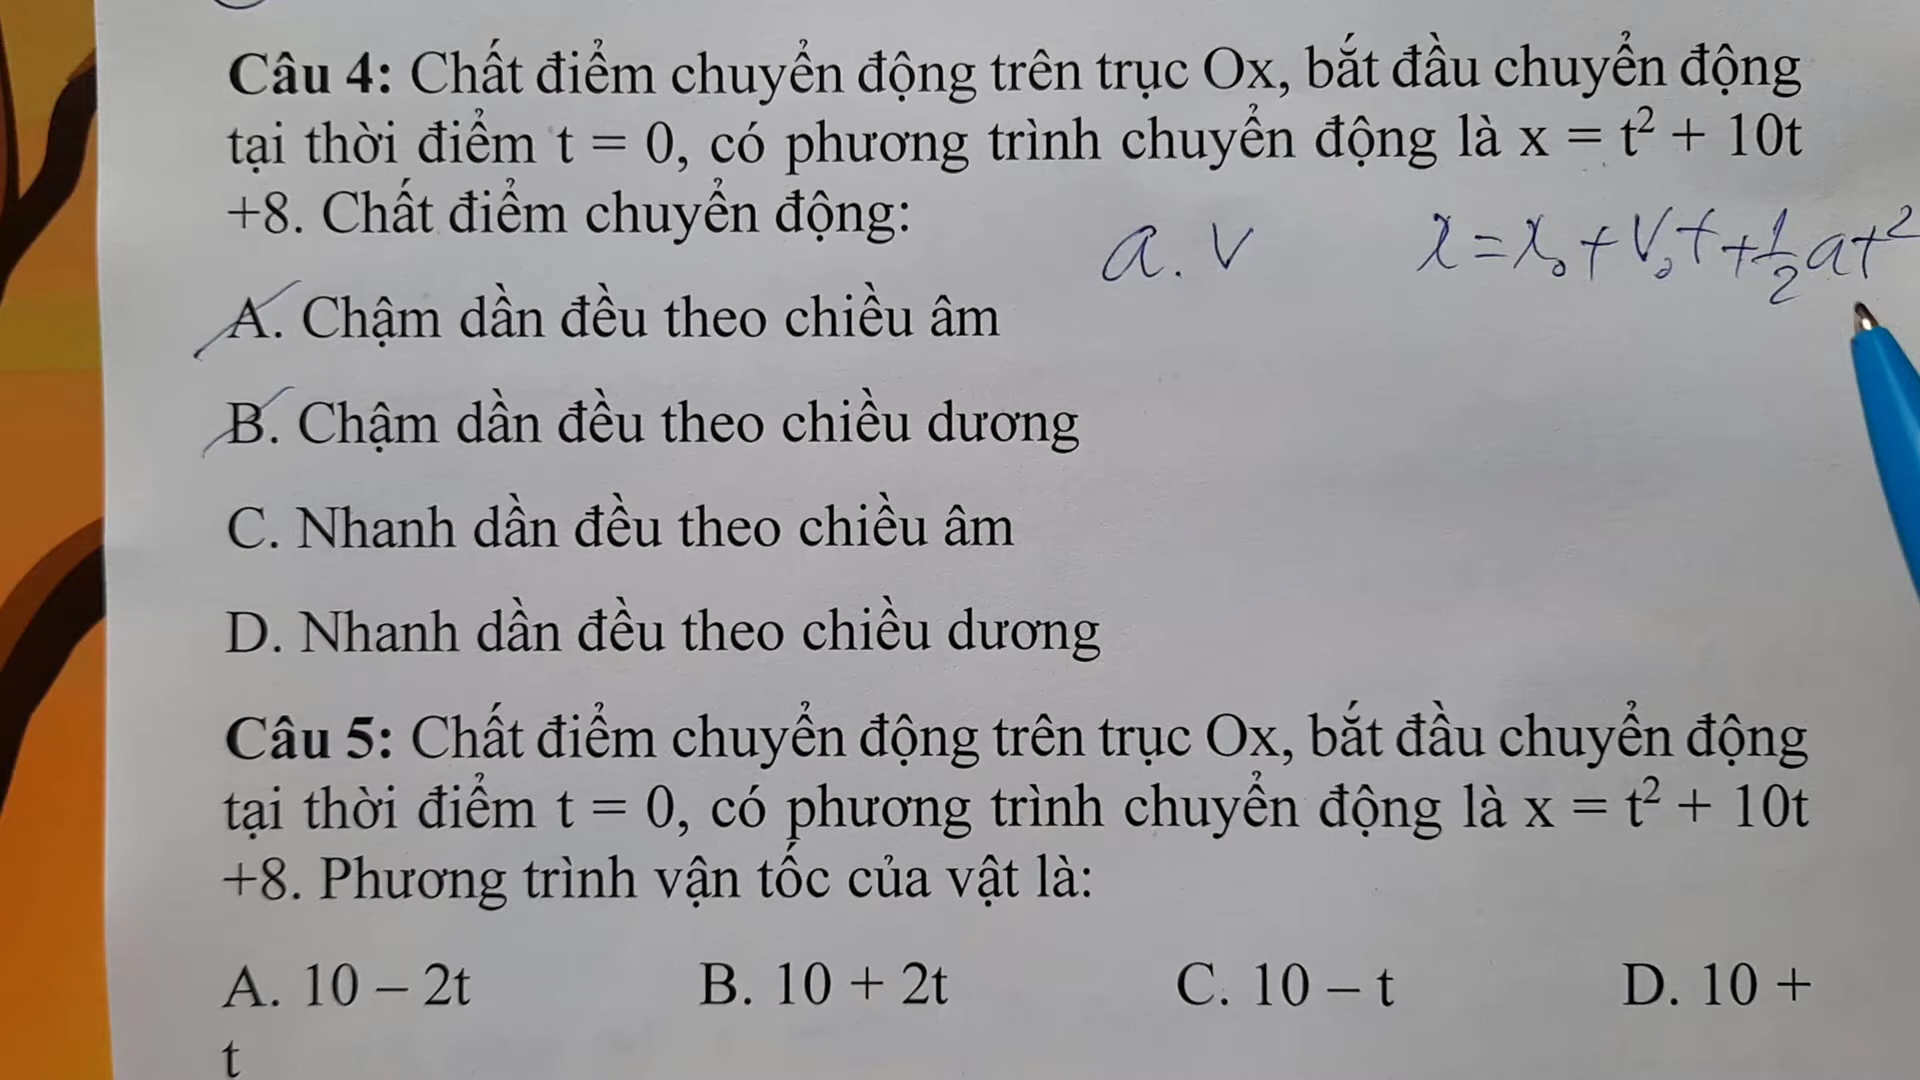 Câu 4: Chất điểm chuyển động trên trục Ox, bắt đầu chuyển động
tại thời điểm t = 0, có phương trình chuyển động là x = t² + 10t
+8. Chất điểm chuyển động:
a.v x = x₀ + V₀t + ½at²
A. Chậm dần đều theo chiều âm
B. Chậm dần đều theo chiều dương
C. Nhanh dần đều theo chiều âm
D. Nhanh dần đều theo chiều dương
Câu 5: Chất điểm chuyển động trên trục Ox, bắt đầu chuyển động
tại thời điểm t = 0, có phương trình chuyển động là x = t² + 10t
+8. Phương trình vận tốc của vật là:
A. 10 – 2t B. 10 + 2t C. 10 – t D. 10 +
t